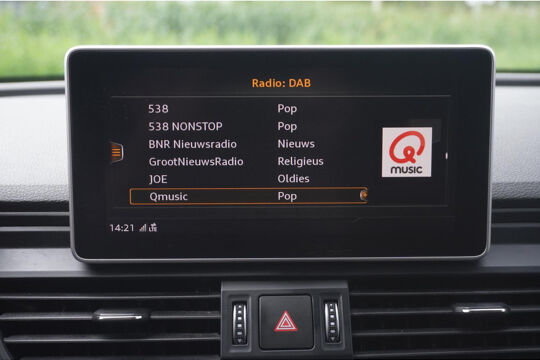 Radio: DAB
538 Pop
538 NONSTOP Pop
BNR Nieuwsradio Nieuws
GrootNieuwsRadio Religieus
JOE Oldies
Qmusic Pop
Q
MUSIC
14:21 LTE